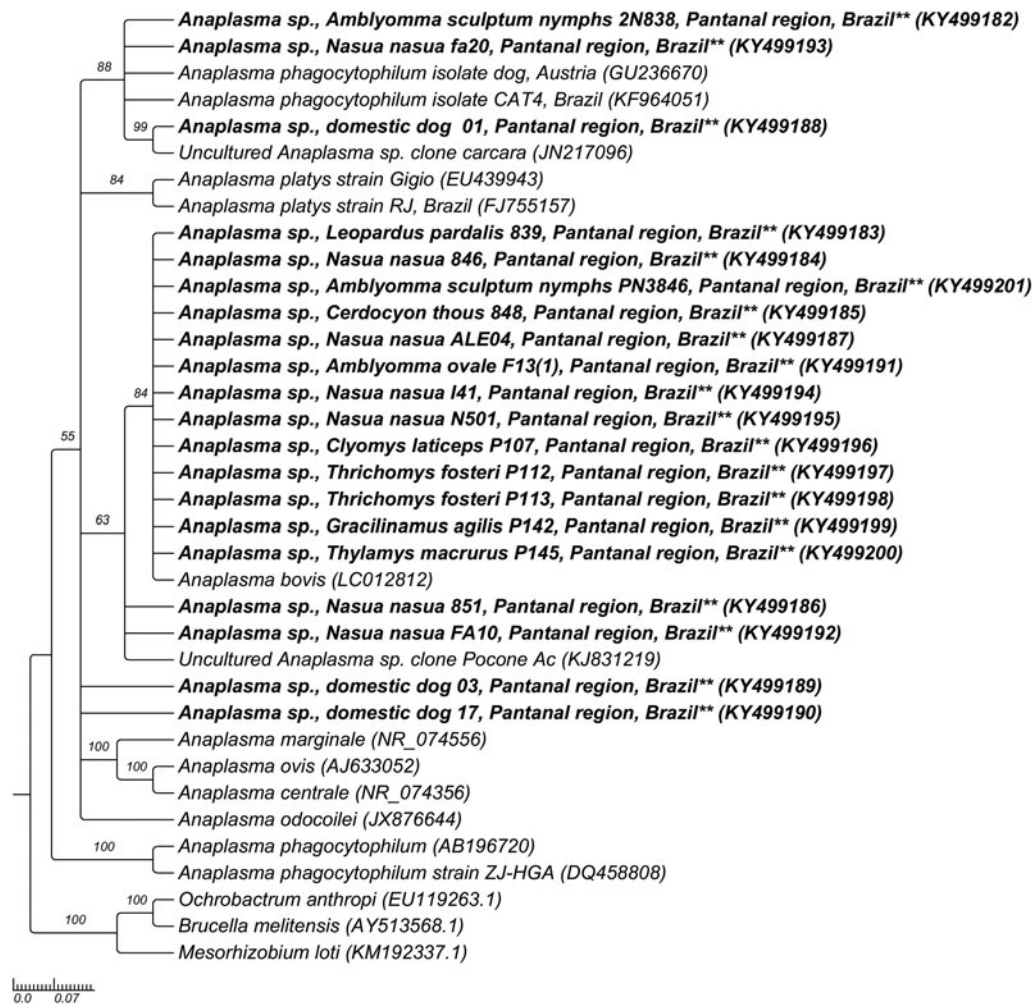 Anaplasma sp., Amblyomma sculptum nymphs 2N838, Pantanal region, Brazil** (KY499182)
Anaplasma sp., Nasua nasua fa20, Pantanal region, Brazil** (KY499193)
88
Anaplasma phagocytophilum isolate dog, Austria (GU236670)
Anaplasma phagocytophilum isolate CAT4, Brazil (KF964051)
99
Anaplasma sp., domestic dog 01, Pantanal region, Brazil** (KY499188)
Uncultured Anaplasma sp. clone carcara (JN217096)
84
Anaplasma platys strain Gigio (EU439943)
Anaplasma platys strain RJ, Brazil (FJ755157)
Anaplasma sp., Leopardus pardalis 839, Pantanal region, Brazil** (KY499183)
Anaplasma sp., Nasua nasua 846, Pantanal region, Brazil** (KY499184)
Anaplasma sp., Amblyomma sculptum nymphs PN3846, Pantanal region, Brazil** (KY499201)
Anaplasma sp., Cerdocyon thous 848, Pantanal region, Brazil** (KY499185)
Anaplasma sp., Nasua nasua ALE04, Pantanal region, Brazil** (KY499187)
Anaplasma sp., Amblyomma ovale F13(1), Pantanal region, Brazil** (KY499191)
84
Anaplasma sp., Nasua nasua I41, Pantanal region, Brazil** (KY499194)
Anaplasma sp., Nasua nasua N501, Pantanal region, Brazil** (KY499195)
55
Anaplasma sp., Clyomys laticeps P107, Pantanal region, Brazil** (KY499196)
Anaplasma sp., Thrichomys fosteri P112, Pantanal region, Brazil** (KY499197)
Anaplasma sp., Thrichomys fosteri P113, Pantanal region, Brazil** (KY499198)
63
Anaplasma sp., Gracilinamus agilis P142, Pantanal region, Brazil** (KY499199)
Anaplasma sp., Thylamys macrurus P145, Pantanal region, Brazil** (KY499200)
Anaplasma bovis (LC012812)
Anaplasma sp., Nasua nasua 851, Pantanal region, Brazil** (KY499186)
Anaplasma sp., Nasua nasua FA10, Pantanal region, Brazil** (KY499192)
Uncultured Anaplasma sp. clone Pocone Ac (KJ831219)
Anaplasma sp., domestic dog 03, Pantanal region, Brazil** (KY499189)
Anaplasma sp., domestic dog 17, Pantanal region, Brazil** (KY499190)
100
Anaplasma marginale (NR_074556)
100
Anaplasma ovis (AJ633052)
Anaplasma centrale (NR_074356)
Anaplasma odocoilei (JX876644)
100
Anaplasma phagocytophilum (AB196720)
Anaplasma phagocytophilum strain ZJ-HGA (DQ458808)
100
Ochrobactrum anthropi (EU119263.1)
100
Brucella melitensis (AY513568.1)
Mesorhizobium loti (KM192337.1)
0.0 0.07